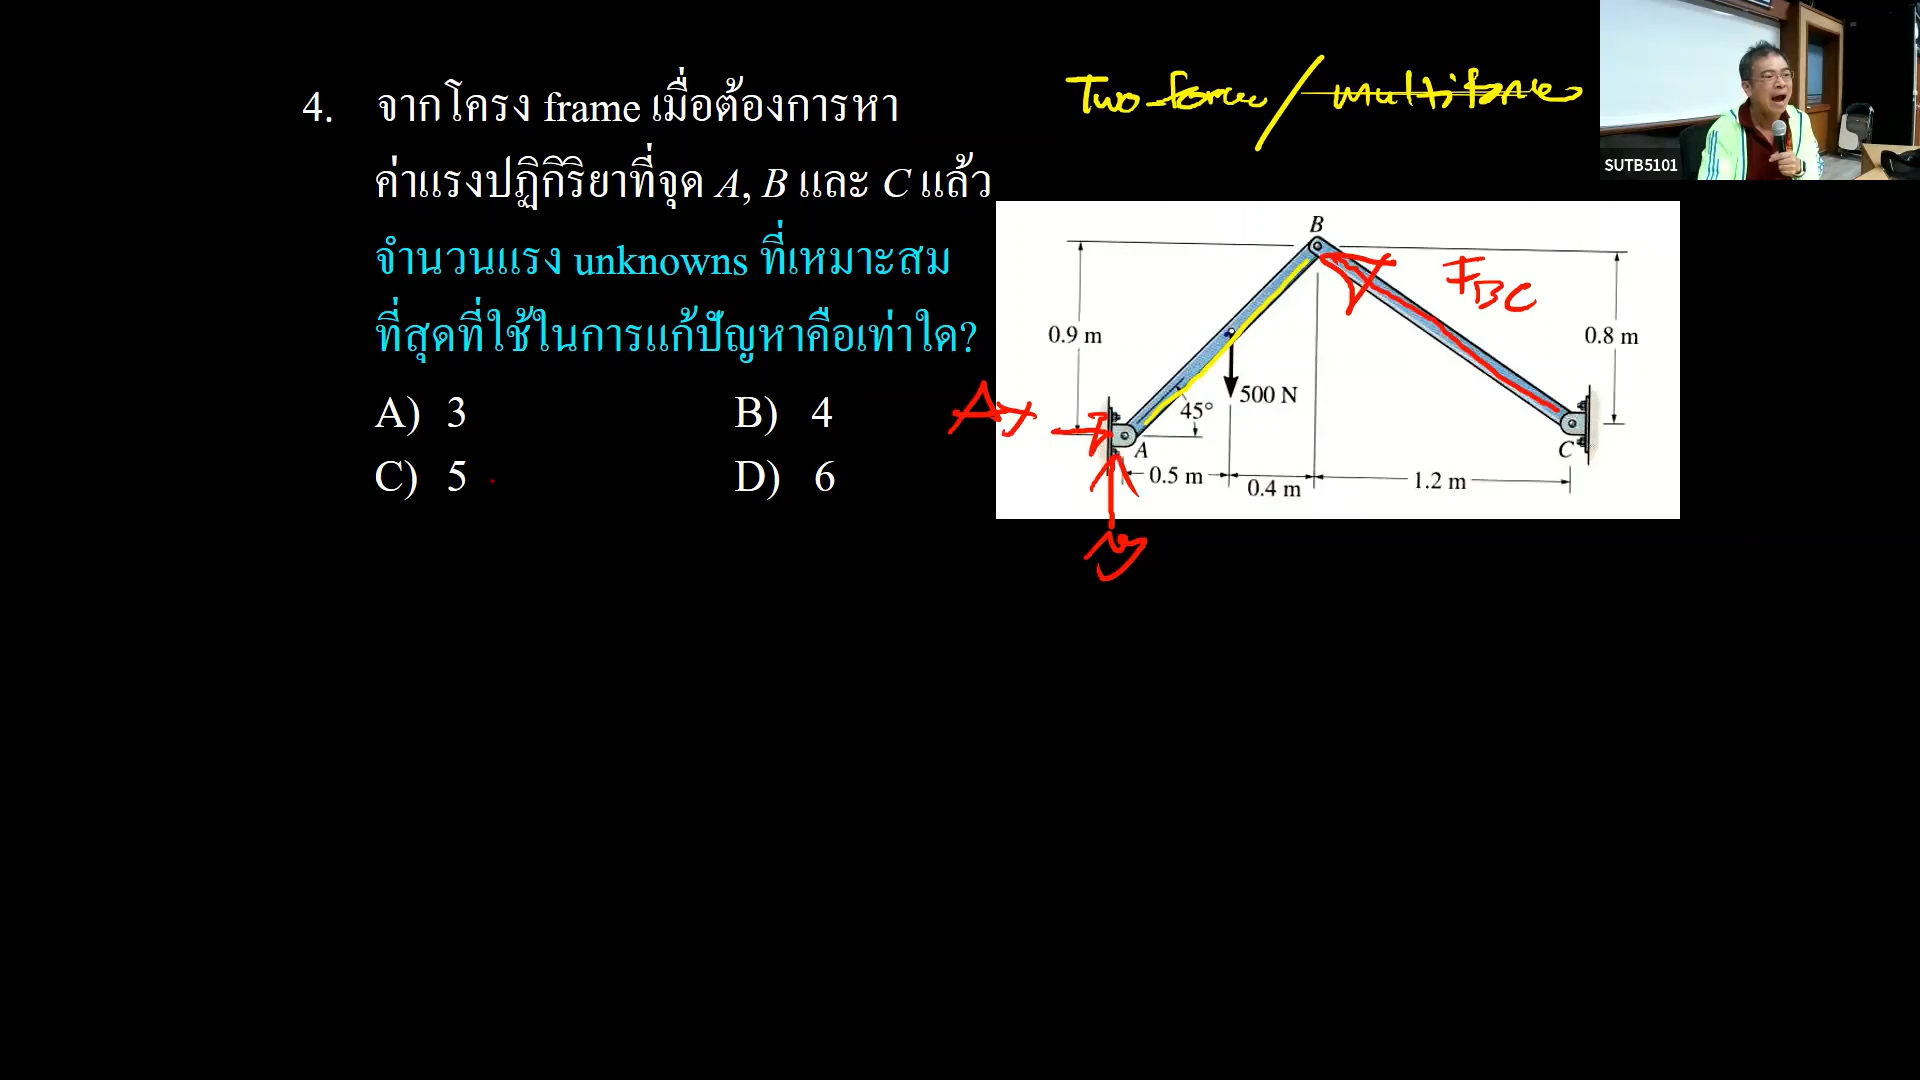 4. จากโครง frame เมื่อต้องการหา
ค่าแรงปฏิกิริยาที่จุด A, B และ C แล้ว
จำนวนแรง unknowns ที่เหมาะสม
ที่สุดที่ใช้ในการแก้ปัญหาคือเท่าใด?
A) 3 B) 4
C) 5 D) 6
Two-force / multiforce
SUTB5101
B
FBC
0.9 m
0.8 m
500 N
45°
A
C
0.5 m
0.4 m
1.2 m